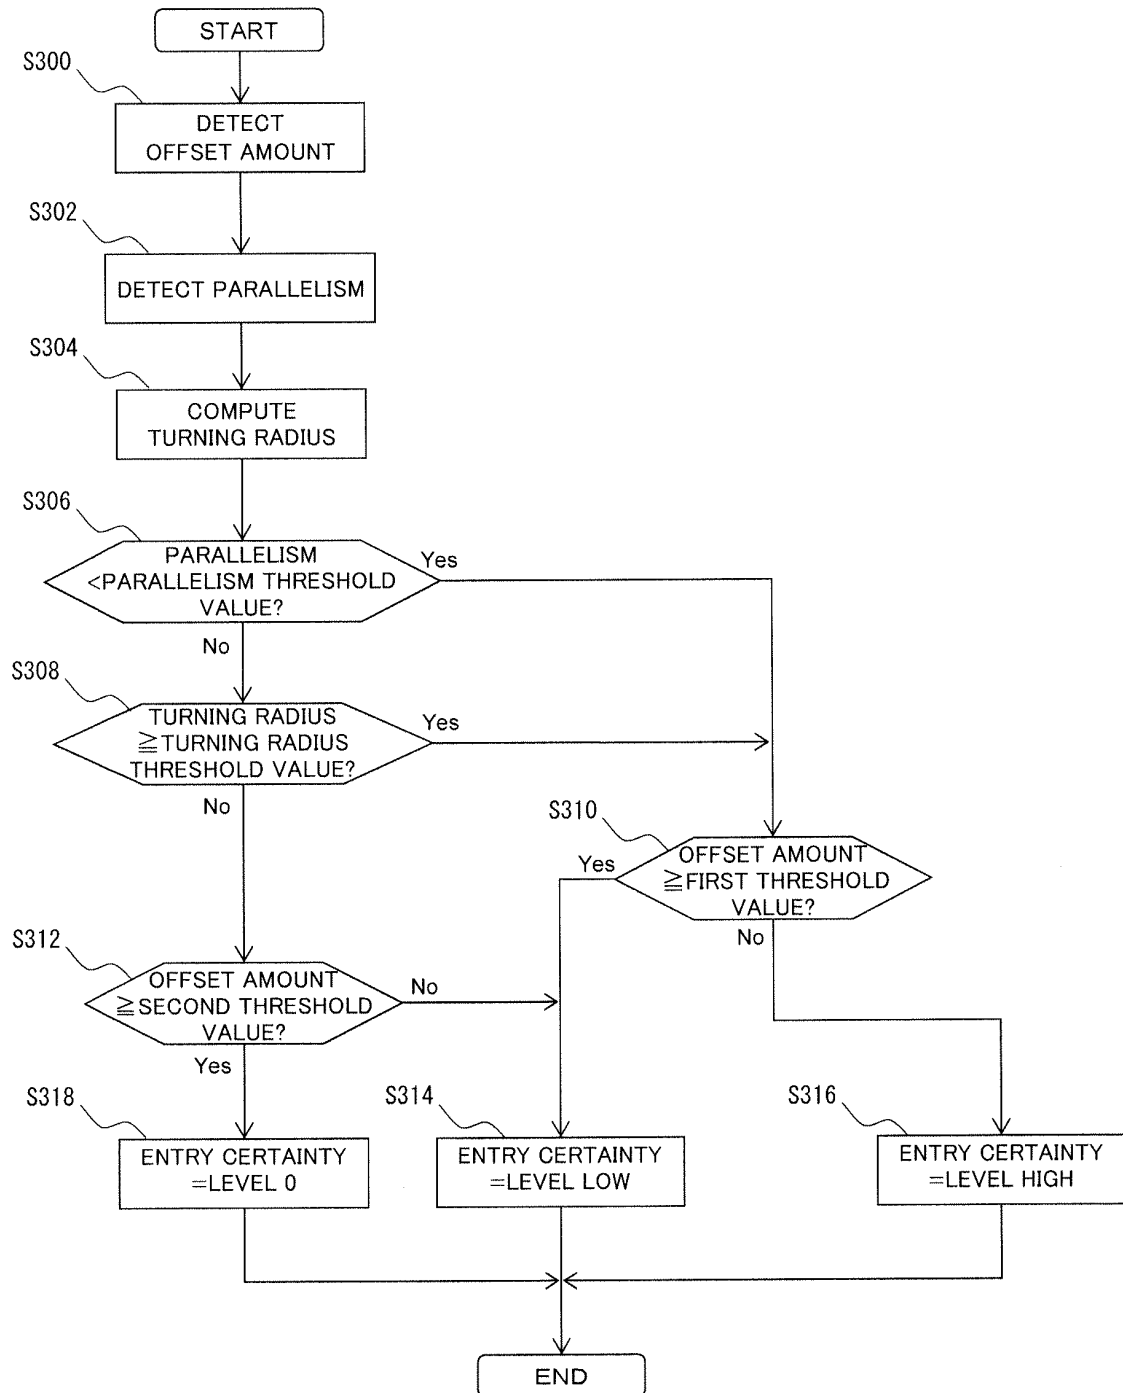 START
S300
DETECT
OFFSET AMOUNT
S302
DETECT PARALLELISM
S304
COMPUTE
TURNING RADIUS
S306
PARALLELISM
<PARALLELISM THRESHOLD
VALUE?
Yes
No
S308
TURNING RADIUS
≧TURNING RADIUS
THRESHOLD VALUE?
Yes
No
S310
OFFSET AMOUNT
≧FIRST THRESHOLD
VALUE?
Yes
No
S312
OFFSET AMOUNT
≧SECOND THRESHOLD
VALUE?
No
Yes
S318
ENTRY CERTAINTY
=LEVEL 0
S314
ENTRY CERTAINTY
=LEVEL LOW
S316
ENTRY CERTAINTY
=LEVEL HIGH
END